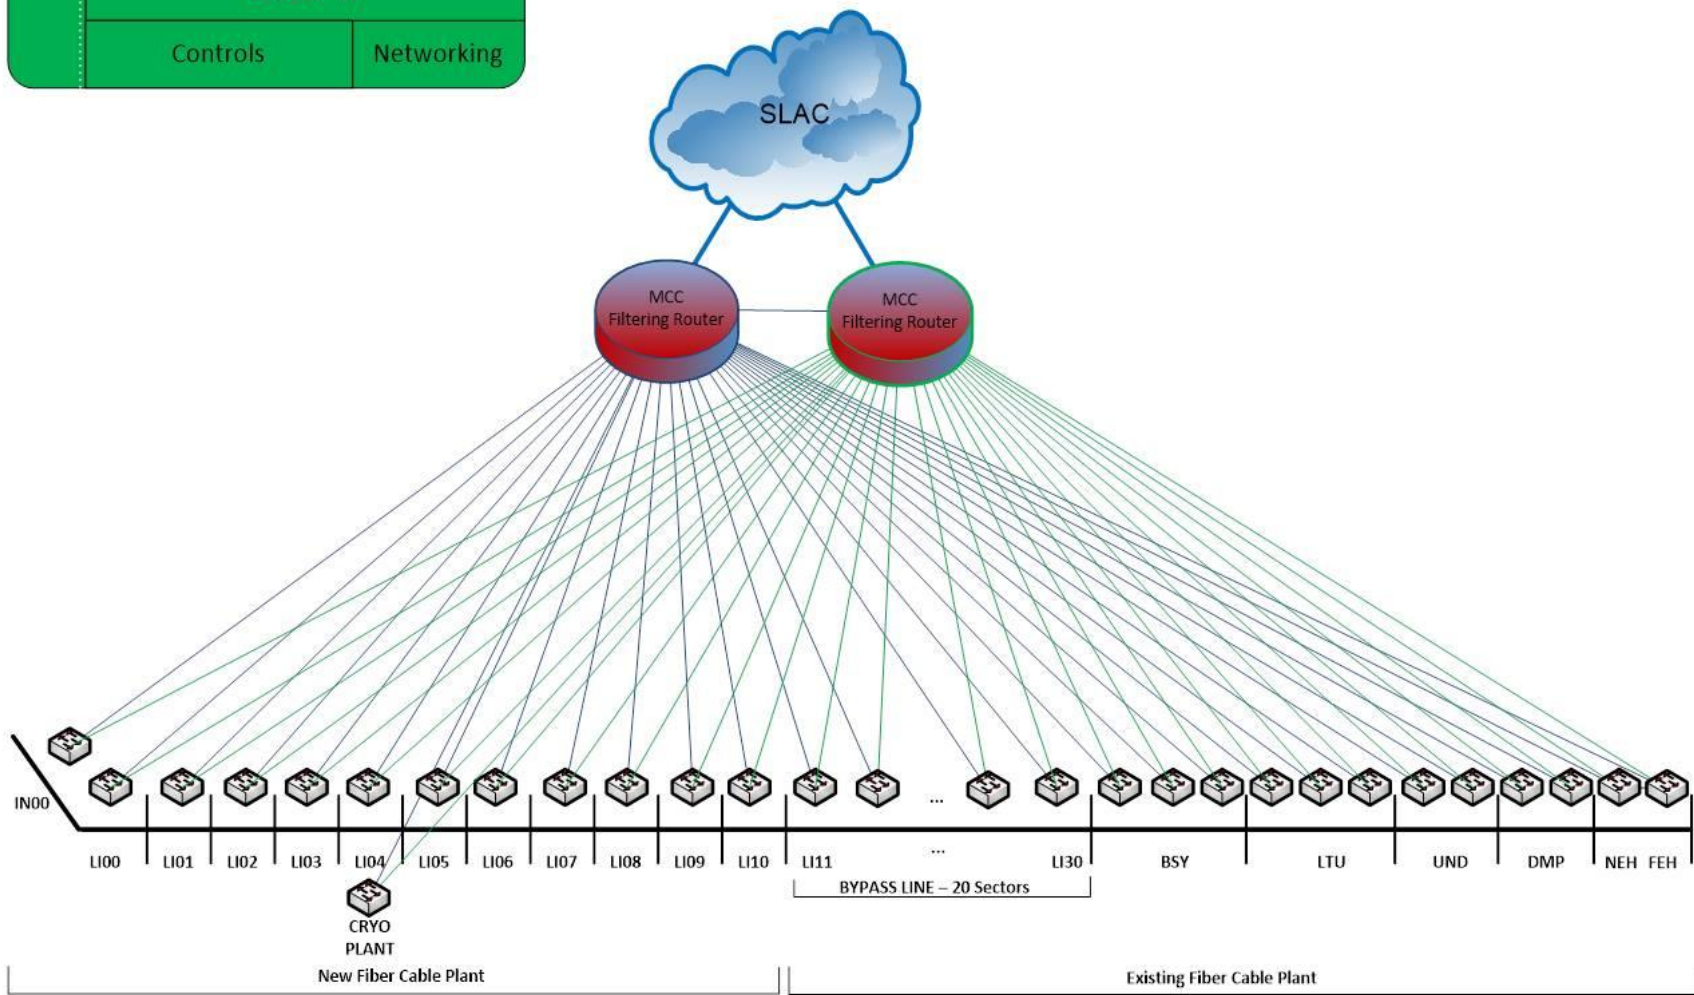 Controls Networking
SLAC
MCC
Filtering Router
MCC
Filtering Router
...
IN00
LI00 LI01 LI02 LI03 LI04 LI05 LI06 LI07 LI08 LI09 LI10 LI11 ... LI30 BSY LTU UND DMP NEH FEH
BYPASS LINE – 20 Sectors
CRYO
PLANT
New Fiber Cable Plant
Existing Fiber Cable Plant